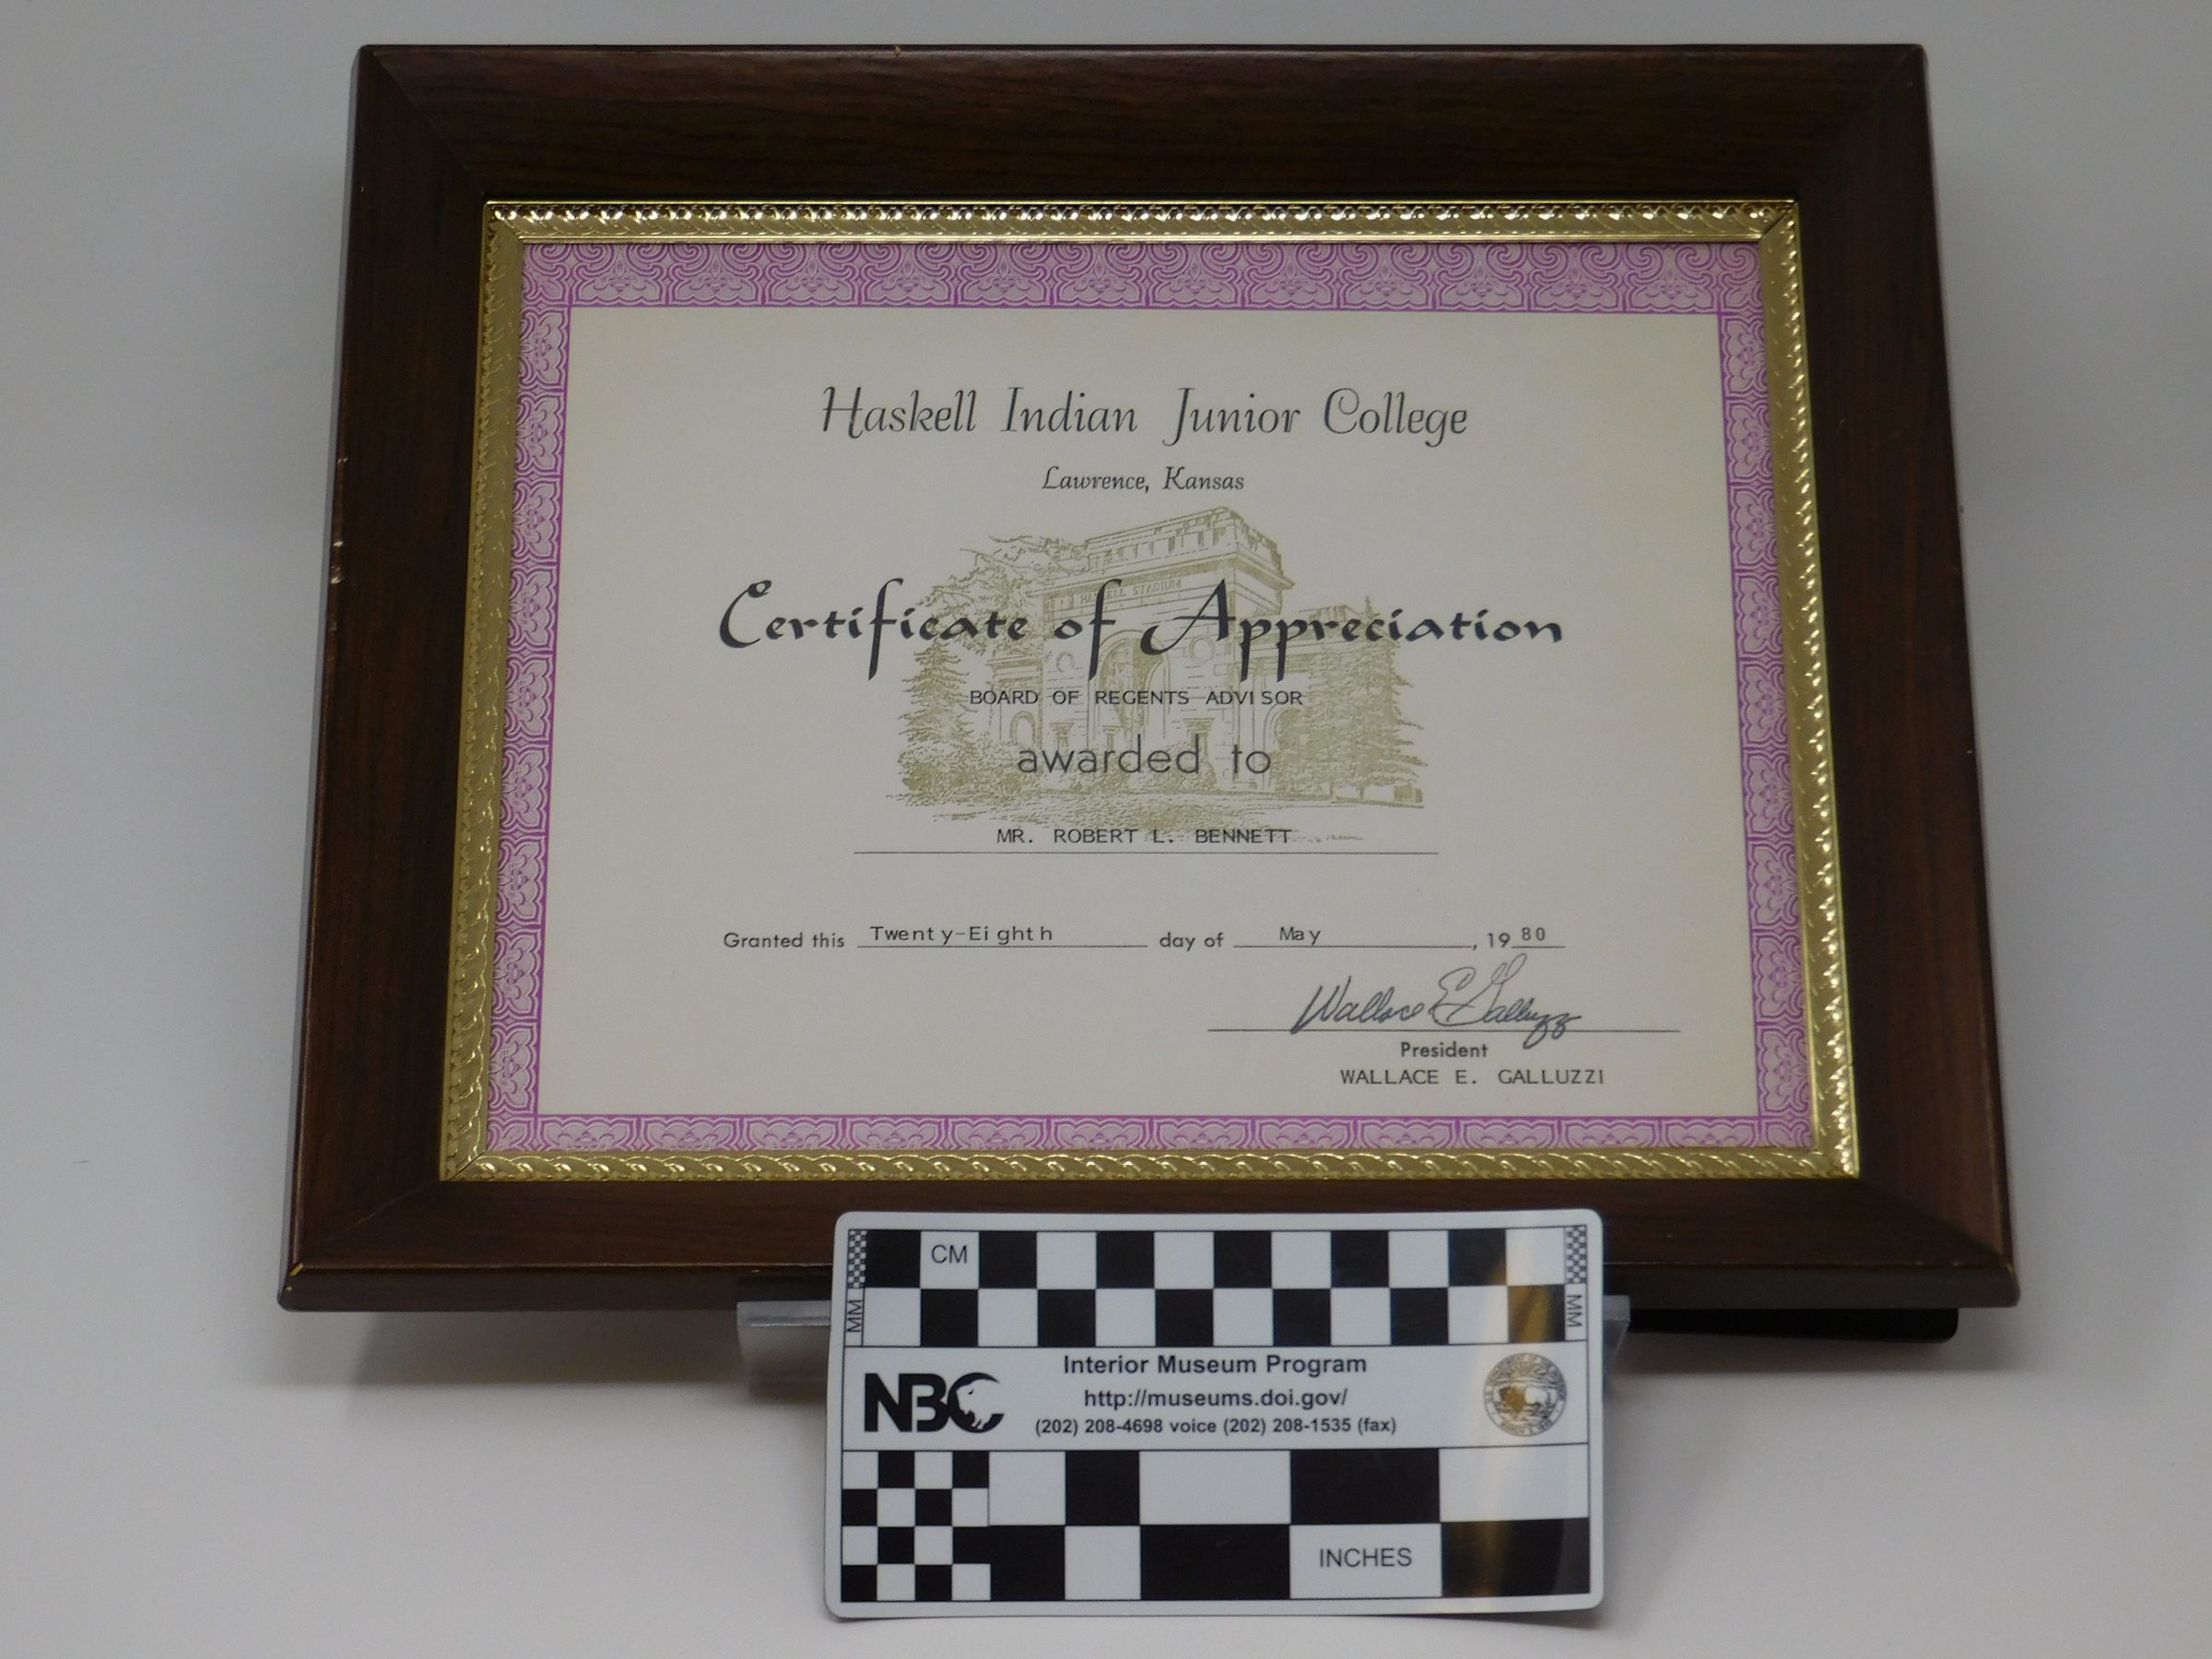 Haskell Indian Junior College
Lawrence, Kansas
HASKELL STADIUM
Certificate of Appreciation
BOARD OF REGENTS ADVISOR
awarded to
MR. ROBERT L. BENNETT
Granted this Twenty-Eighth day of May, 1980
Wallace E Galluzzi
President
WALLACE E. GALLUZZI
CM
MM
MM
NBC
Interior Museum Program
http://museums.doi.gov/
(202) 208-4698 voice (202) 208-1535 (fax)
INCHES